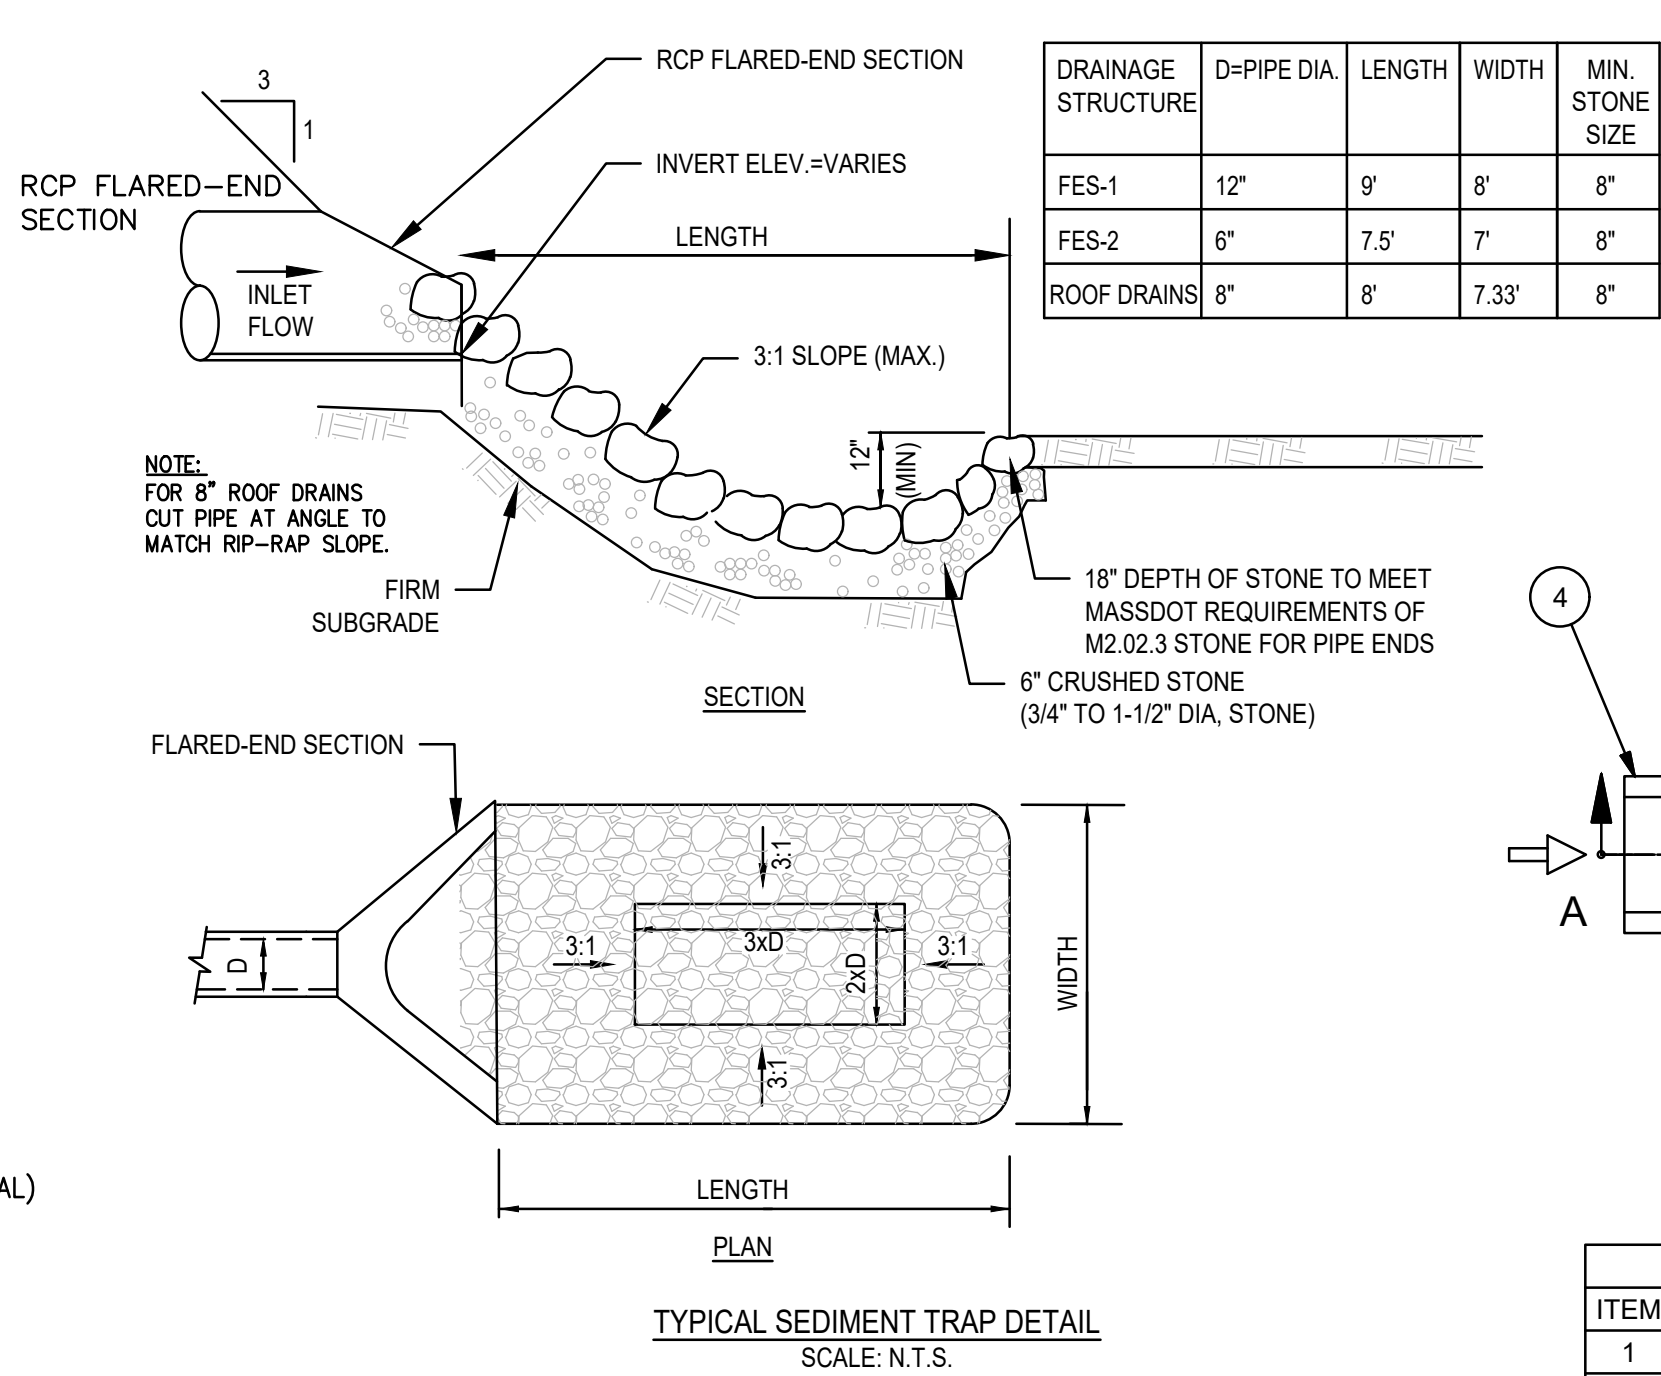 3
1
RCP FLARED-END SECTION
INVERT ELEV.=VARIES
RCP FLARED-END
SECTION
LENGTH
INLET
FLOW
3:1 SLOPE (MAX.)
12"
(MIN)
NOTE:
FOR 8" ROOF DRAINS
CUT PIPE AT ANGLE TO
MATCH RIP-RAP SLOPE.
FIRM
SUBGRADE
18" DEPTH OF STONE TO MEET
MASSDOT REQUIREMENTS OF
M2.02.3 STONE FOR PIPE ENDS
6" CRUSHED STONE
(3/4" TO 1-1/2" DIA, STONE)
SECTION
DRAINAGE STRUCTURE D=PIPE DIA. LENGTH WIDTH MIN. STONE SIZE
FES-1 12" 9' 8' 8"
FES-2 6" 7.5' 7' 8"
ROOF DRAINS 8" 8' 7.33' 8"
FLARED-END SECTION
D
3:1
3:1
3xD
2xD
3:1
3:1
WIDTH
LENGTH
PLAN
TYPICAL SEDIMENT TRAP DETAIL
SCALE: N.T.S.
AL)
4
A
ITEM
1